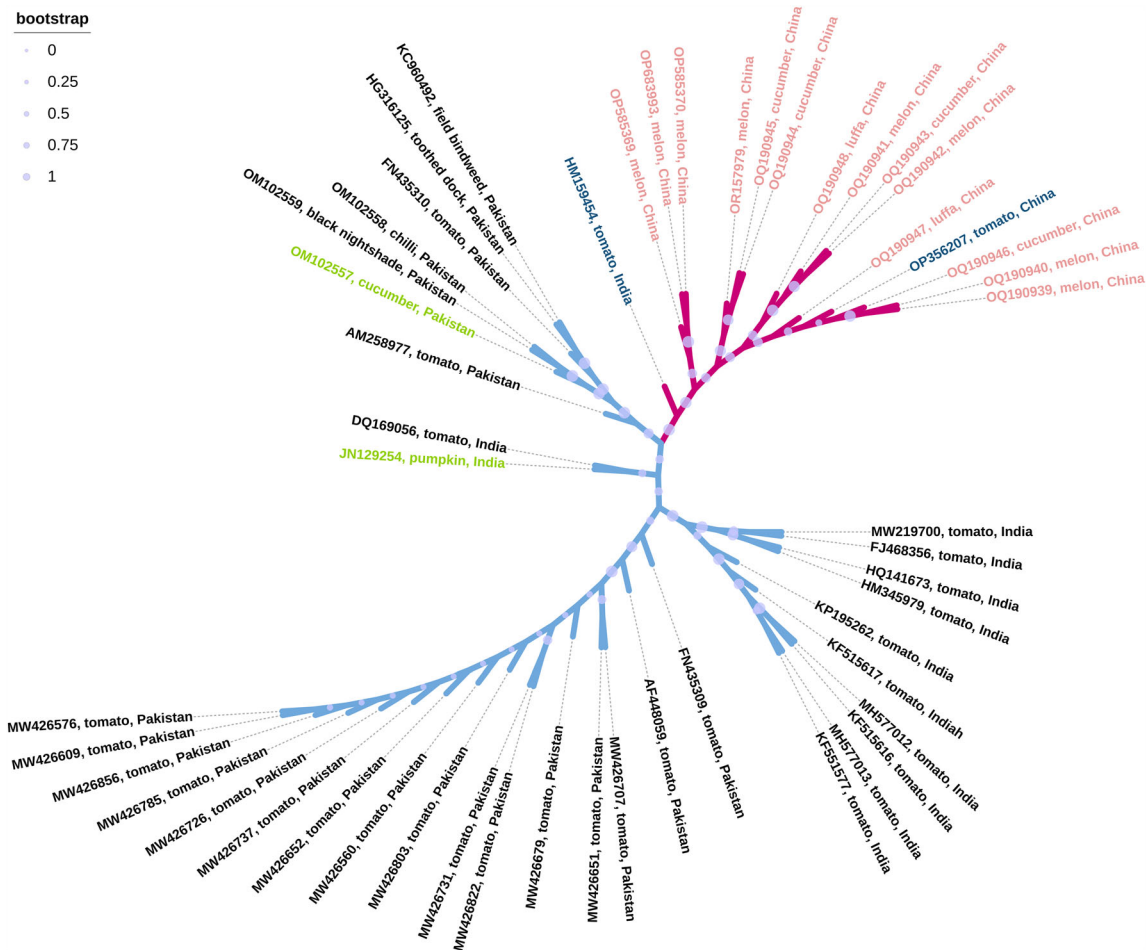 bootstrap
0
0.25
0.5
0.75
1
KC960492, field bindweed, Pakistan
HG316125, toothed dock, Pakistan
FN435310, tomato, Pakistan
OM102558, chilli, Pakistan
OM102559, black nightshade, Pakistan
OM102557, cucumber, Pakistan
AM258977, tomato, Pakistan
DQ169056, tomato, India
JN129254, pumpkin, India
HM159454, tomato, India
OP585369, melon, China
OP683993, melon, China
OP585370, melon, China
OR15979, melon, China
OQ190945, cucumber, China
OQ190944, cucumber, China
OQ190948, luffa, China
OQ190941, melon, China
OQ190943, cucumber, China
OQ190942, melon, China
OQ190947, luffa, China
OP356207, tomato, China
OQ190946, cucumber, China
OQ190940, melon, China
OQ190939, melon, China
MW219700, tomato, India
FJ468356, tomato, India
HQ141673, tomato, India
HM345979, tomato, India
KP195262, tomato, India
KF515617, tomato, Indiah
MH577012, tomato, India
KF515616, tomato, India
MH577013, tomato, India
KF551577, tomato, India
FN435309, tomato, Pakistan
AF448059, tomato, Pakistan
MW426707, tomato, Pakistan
MW426651, tomato, Pakistan
MW426679, tomato, Pakistan
MW426822, tomato, Pakistan
MW426731, tomato, Pakistan
MW426803, tomato, Pakistan
MW426560, tomato, Pakistan
MW426652, tomato, Pakistan
MW426737, tomato, Pakistan
MW426726, tomato, Pakistan
MW426785, tomato, Pakistan
MW426856, tomato, Pakistan
MW426609, tomato, Pakistan
MW426576, tomato, Pakistan